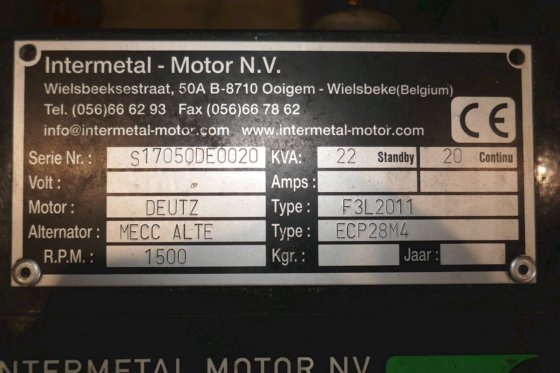 Intermetal - Motor N.V.
Wielsbeeksestraat, 50A B-8710 Ooigem - Wielsbeke(Belgium)
Tel. (056)66 62 93 Fax (056)66 78 62
info@intermetal-motor.com www.intermetal-motor.com
CE
Serie Nr. : S17050DE0020 KVA: 22 Standby 20 Continu
Volt : Amps :
Motor : DEUTZ Type : F3L2011
Alternator : MECC ALTE Type : ECP28M4
R.P.M. : 1500 Kgr. : Jaar :
INTERMETAL MOTOR NV